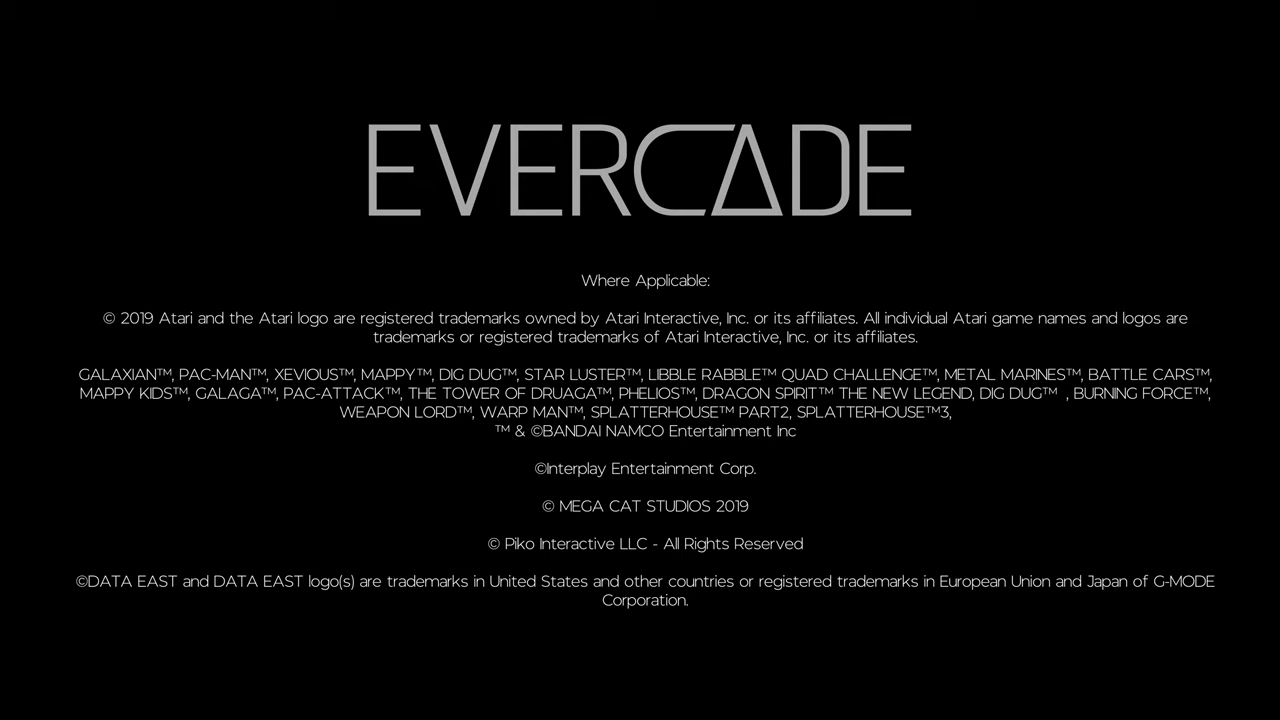 EVERCADE
Where Applicable:
© 2019 Atari and the Atari logo are registered trademarks owned by Atari Interactive, Inc. or its affiliates. All individual Atari game names and logos are
trademarks or registered trademarks of Atari Interactive, Inc. or its affiliates.
GALAXIAN™, PAC-MAN™, XEVIOUS™, MAPPY™, DIG DUG™, STAR LUSTER™, LIBBLE RABBLE™ QUAD CHALLENGE™, METAL MARINES™, BATTLE CARS™,
MAPPY KIDS™, GALAGA™, PAC-ATTACK™, THE TOWER OF DRUAGA™, PHELIOS™, DRAGON SPIRIT™ THE NEW LEGEND, DIG DUG™ , BURNING FORCE™,
WEAPON LORD™, WARP MAN™, SPLATTERHOUSE™ PART2, SPLATTERHOUSE™3,
™ & ©BANDAI NAMCO Entertainment Inc
©Interplay Entertainment Corp.
© MEGA CAT STUDIOS 2019
© Piko Interactive LLC - All Rights Reserved
©DATA EAST and DATA EAST logo(s) are trademarks in United States and other countries or registered trademarks in European Union and Japan of G-MODE
Corporation.